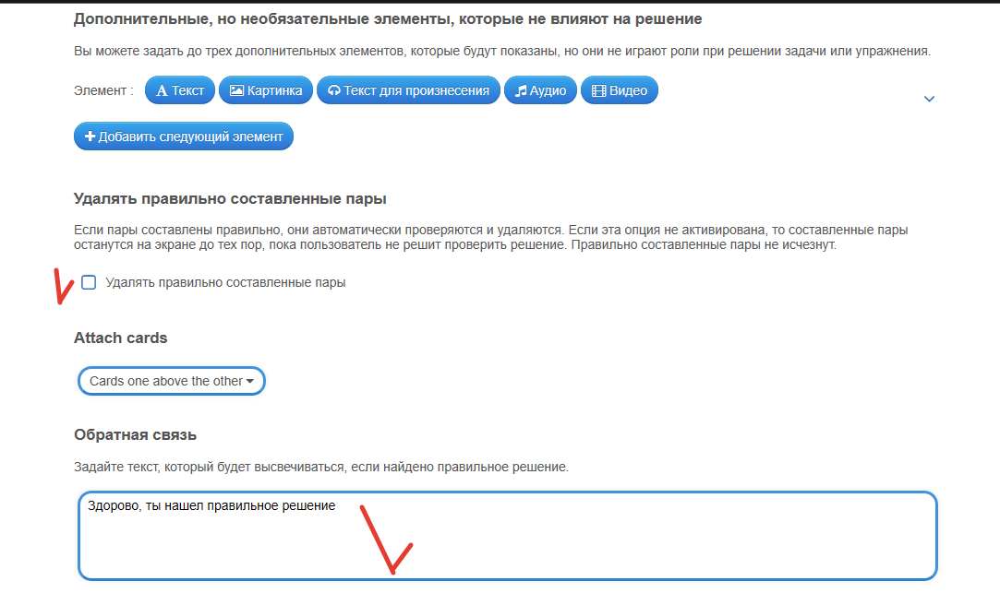 Дополнительные, но необязательные элементы, которые не влияют на решение
Вы можете задать до трех дополнительных элементов, которые будут показаны, но они не играют роли при решении задачи или упражнения.
Элемент : Текст Картинка Текст для произнесения Аудио Видео
Добавить следующий элемент
Удалять правильно составленные пары
Если пары составлены правильно, они автоматически проверяются и удаляются. Если эта опция не активирована, то составленные пары
останутся на экране до тех пор, пока пользователь не решит проверить решение. Правильно составленные пары не исчезнут.
Удалять правильно составленные пары
Attach cards
Cards one above the other
Обратная связь
Задайте текст, который будет высвечиваться, если найдено правильное решение.
Здорово, ты нашел правильное решение